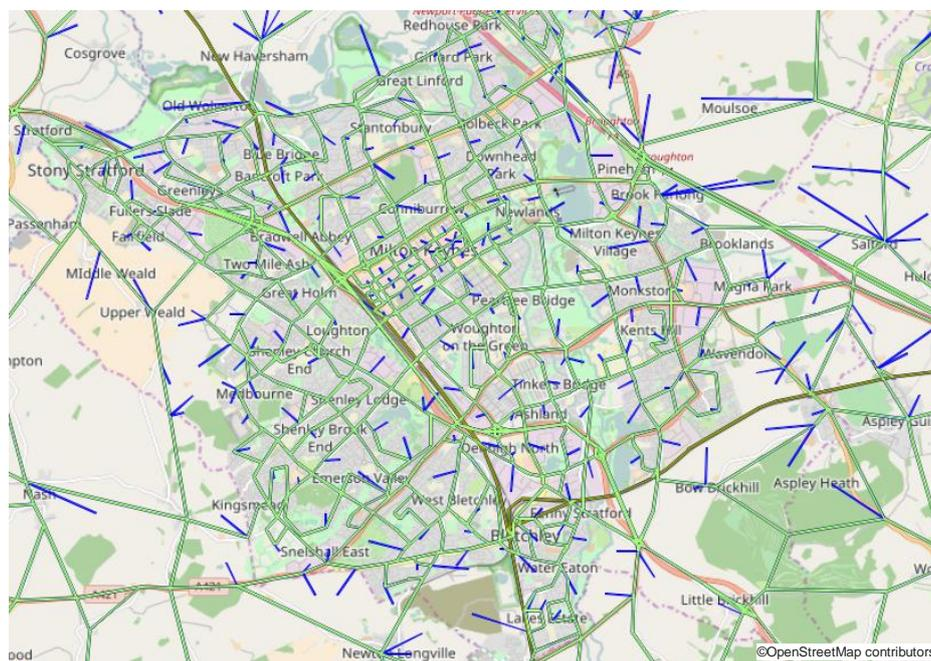 Redhouse Park
Cosgrove
New Haversham
Giffard Park
Great Linford
A5
Old Wolverton
Moulsoe
Stratford
Stantonbury
Blue Bridge
Downhead
Park
Stony Stratford
Bancroft Park
Pineham
Greenleys
Brook Furlong
Conniburrow
Newlands
Fullers Slade
Passenham
Fairfield
Bradwell Abbey
Milton Keynes
Milton Keynes
Village
Brooklands
Salford
MIddle Weald
Two Mile Ash
Great Holm
Peartree Bridge
Monkston
Magna Park
Upper Weald
Loughton
Woughton
on the Green
Kents Hill
Shenley Church
End
Wavendon
Medbourne
Shenley Lodge
Tinkers Bridge
Ashland
Shenley Brook
End
Denbigh North
Emerson Valley
Bow Brickhill
Aspley Heath
Nash
Kingsmead
West Bletchley
Fenny Stratford
Bletchley
Snelshall East
Water Eaton
A421
A421
Little Brickhill
Lakes Estate
Newton Longville
©OpenStreetMap contributors